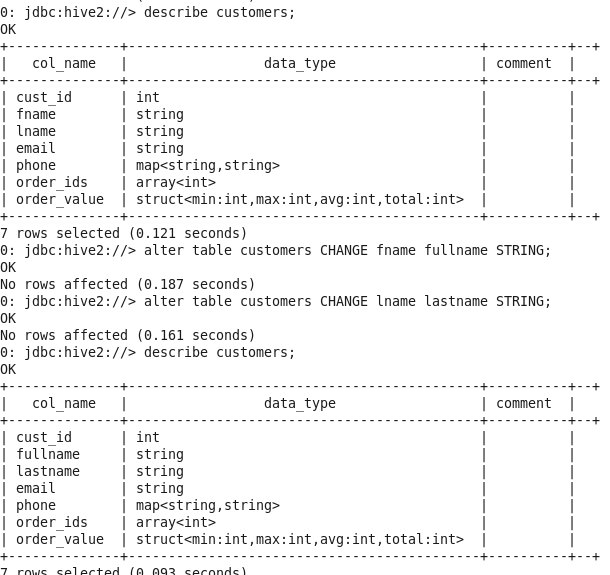 0: jdbc:hive2://> describe customers;
OK
+--------------+--------------------------------------------+----------+--+
|   col_name   |                 data_type                  | comment  |
+--------------+--------------------------------------------+----------+--+
| cust_id      | int                                        |          |
| fname        | string                                     |          |
| lname        | string                                     |          |
| email        | string                                     |          |
| phone        | map<string,string>                         |          |
| order_ids    | array<int>                                 |          |
| order_value  | struct<min:int,max:int,avg:int,total:int>  |          |
+--------------+--------------------------------------------+----------+--+
7 rows selected (0.121 seconds)
0: jdbc:hive2://> alter table customers CHANGE fname fullname STRING;
OK
No rows affected (0.187 seconds)
0: jdbc:hive2://> alter table customers CHANGE lname lastname STRING;
OK
No rows affected (0.161 seconds)
0: jdbc:hive2://> describe customers;
OK
+--------------+--------------------------------------------+----------+--+
|   col_name   |                 data_type                  | comment  |
+--------------+--------------------------------------------+----------+--+
| cust_id      | int                                        |          |
| fullname     | string                                     |          |
| lastname     | string                                     |          |
| email        | string                                     |          |
| phone        | map<string,string>                         |          |
| order_ids    | array<int>                                 |          |
| order_value  | struct<min:int,max:int,avg:int,total:int>  |          |
+--------------+--------------------------------------------+----------+--+
7 rows selected (0.093 seconds)